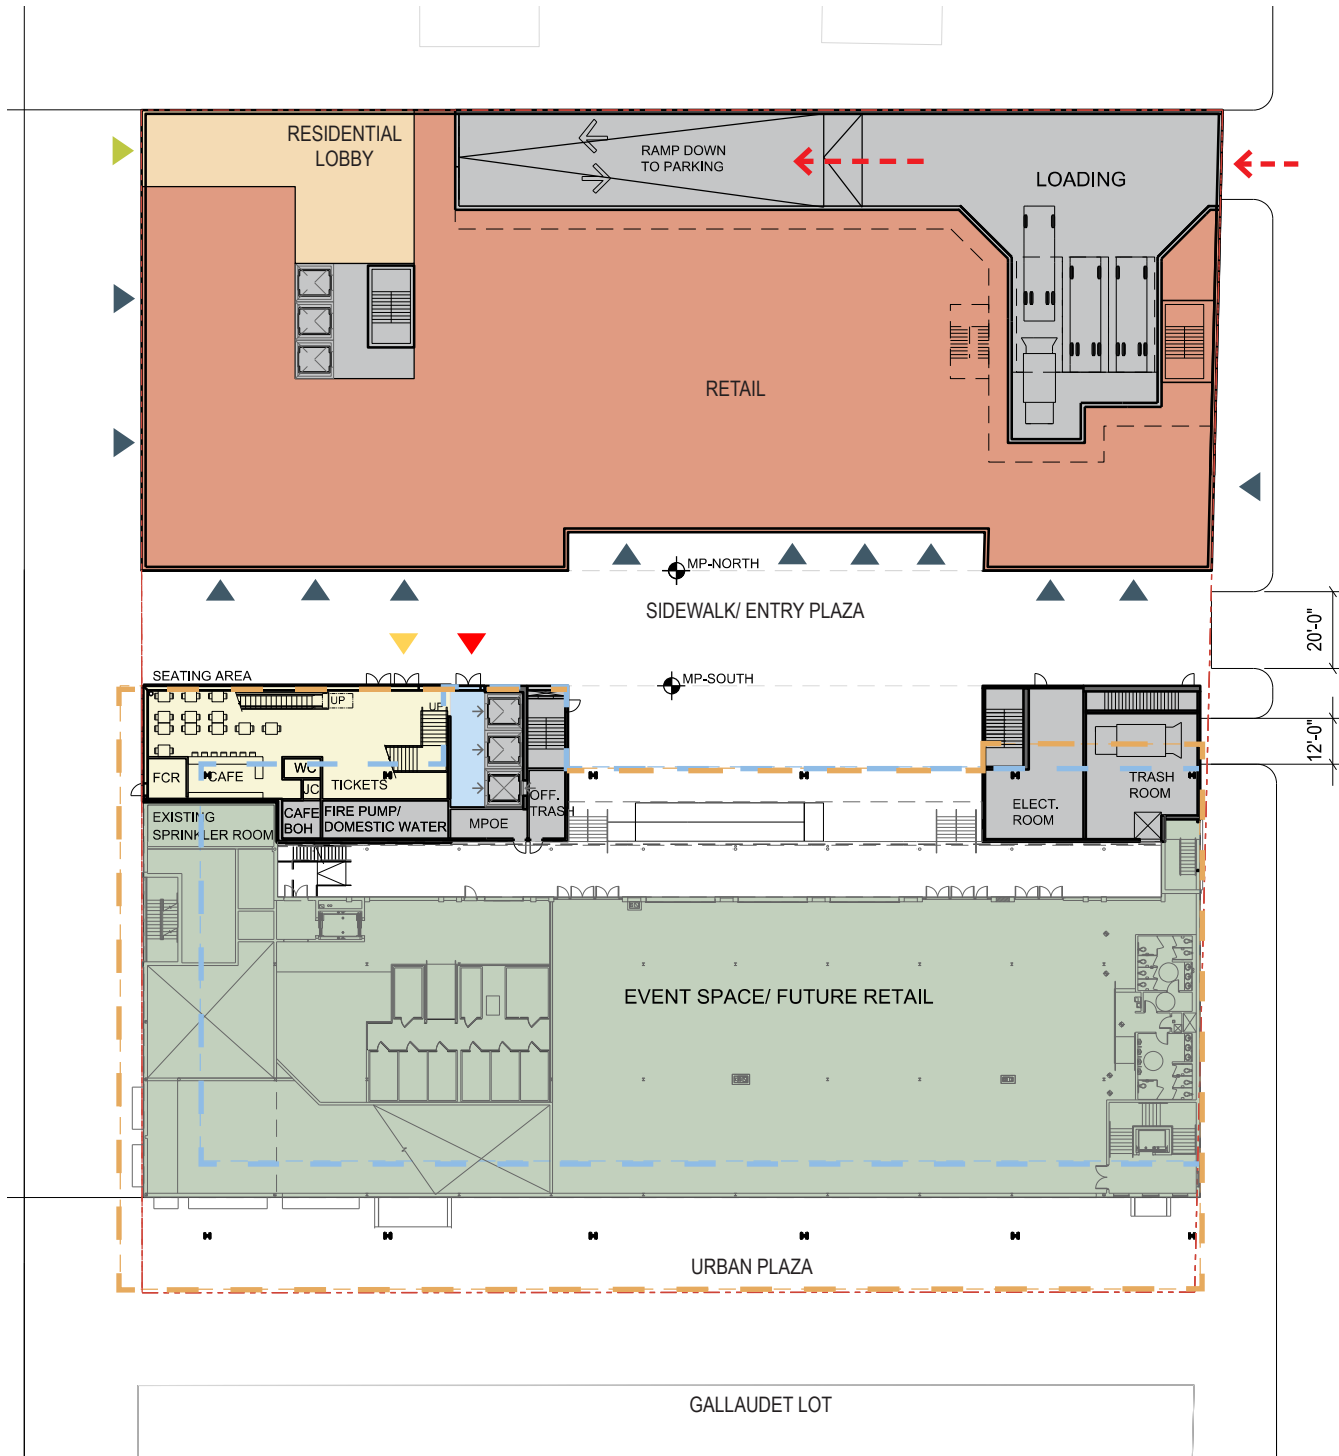 RESIDENTIAL
LOBBY
RAMP DOWN
TO PARKING
LOADING
RETAIL
MP-NORTH
SIDEWALK/ ENTRY PLAZA
20'-0"
SEATING AREA
MP-SOUTH
UP
UP
12'-0"
FCR
CAFE
WC
JC
TICKETS
TRASH
ROOM
OFF.
TRASH
ELECT.
ROOM
EXISTING
SPRINKLER ROOM
CAFE
BOH
FIRE PUMP/
DOMESTIC WATER
MPOE
EVENT SPACE/ FUTURE RETAIL
URBAN PLAZA
GALLAUDET LOT